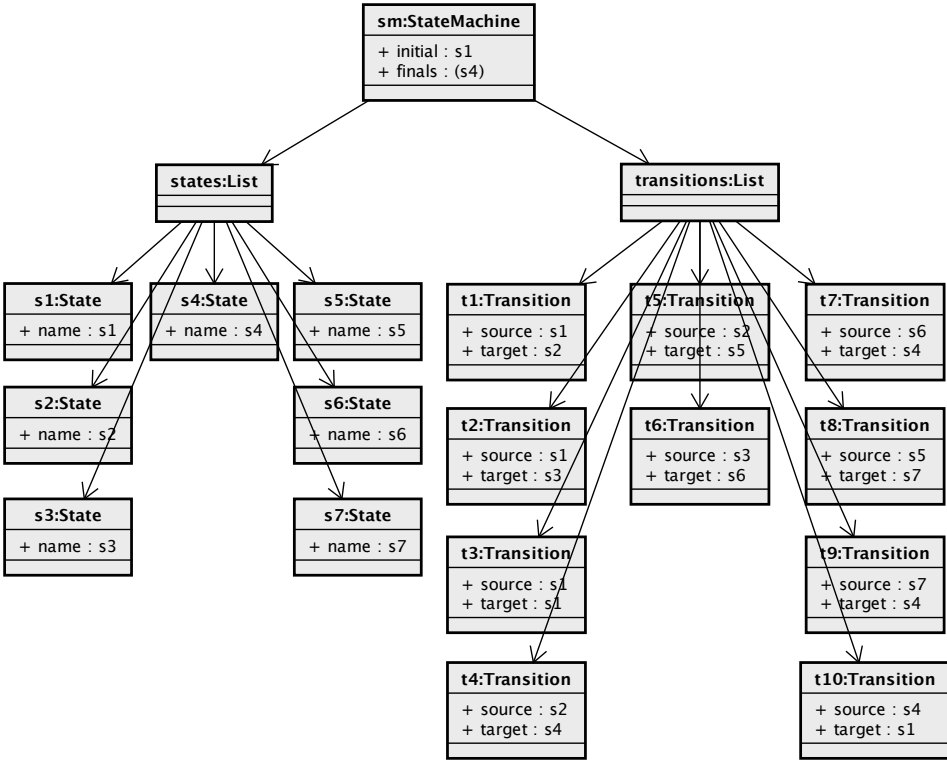 sm:StateMachine
+ initial : s1
+ finals : (s4)
states:List
transitions:List
s1:State
+ name : s1
s4:State
+ name : s4
s5:State
+ name : s5
s2:State
+ name : s2
s6:State
+ name : s6
s3:State
+ name : s3
s7:State
+ name : s7
t1:Transition
+ source : s1
+ target : s2
t5:Transition
+ source : s2
+ target : s5
t7:Transition
+ source : s6
+ target : s4
t2:Transition
+ source : s1
+ target : s3
t6:Transition
+ source : s3
+ target : s6
t8:Transition
+ source : s5
+ target : s7
t3:Transition
+ source : s1
+ target : s1
t9:Transition
+ source : s7
+ target : s4
t4:Transition
+ source : s2
+ target : s4
t10:Transition
+ source : s4
+ target : s1